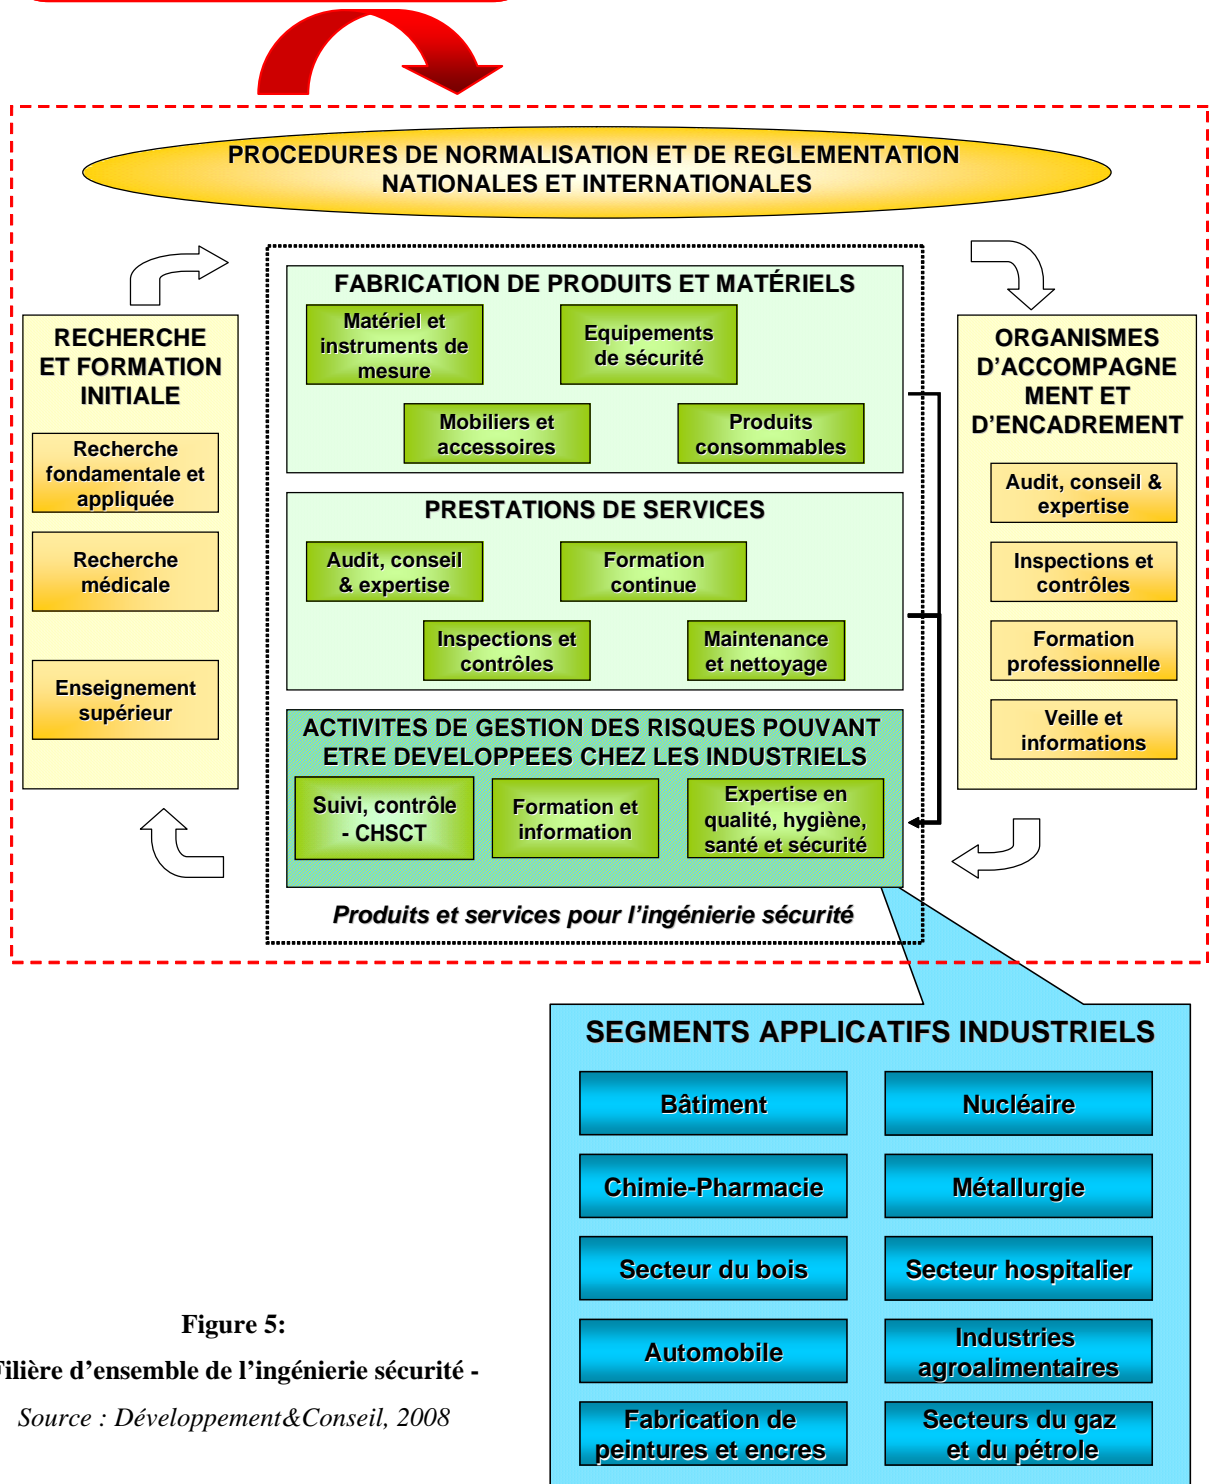 PROCEDURES DE NORMALISATION ET DE REGLEMENTATION
NATIONALES ET INTERNATIONALES
RECHERCHE
ET FORMATION
INITIALE
Recherche
fondamentale et
appliquée
Recherche
médicale
Enseignement
supérieur
FABRICATION DE PRODUITS ET MATÉRIELS
Matériel et
instruments de
mesure
Equipements
de sécurité
Mobiliers et
accessoires
Produits
consommables
PRESTATIONS DE SERVICES
Audit, conseil
& expertise
Formation
continue
Inspections et
contrôles
Maintenance
et nettoyage
ACTIVITES DE GESTION DES RISQUES POUVANT
ETRE DEVELOPPEES CHEZ LES INDUSTRIELS
Suivi, contrôle
- CHSCT
Formation et
information
Expertise en
qualité, hygiène,
santé et sécurité
Produits et services pour l'ingénierie sécurité
ORGANISMES
D'ACCOMPAGNE
MENT ET
D'ENCADREMENT
Audit, conseil &
expertise
Inspections et
contrôles
Formation
professionnelle
Veille et
informations
SEGMENTS APPLICATIFS INDUSTRIELS
Bâtiment
Nucléaire
Chimie-Pharmacie
Métallurgie
Secteur du bois
Secteur hospitalier
Automobile
Industries
agroalimentaires
Fabrication de
peintures et encres
Secteurs du gaz
et du pétrole
Figure 5:
Filière d'ensemble de l'ingénierie sécurité -
Source : Développement&Conseil, 2008